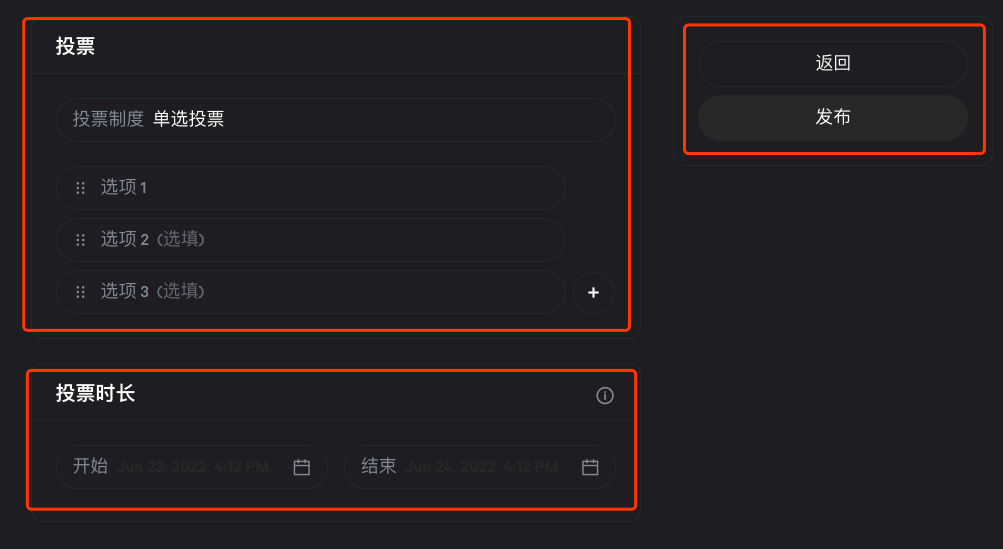 投票
投票制度 单选投票
选项 1
选项 2 (选填)
选项 3 (选填)
+
投票时长
开始 Jun 23, 2022, 4:12 PM
结束 Jun 24, 2022, 4:12 PM
返回
发布